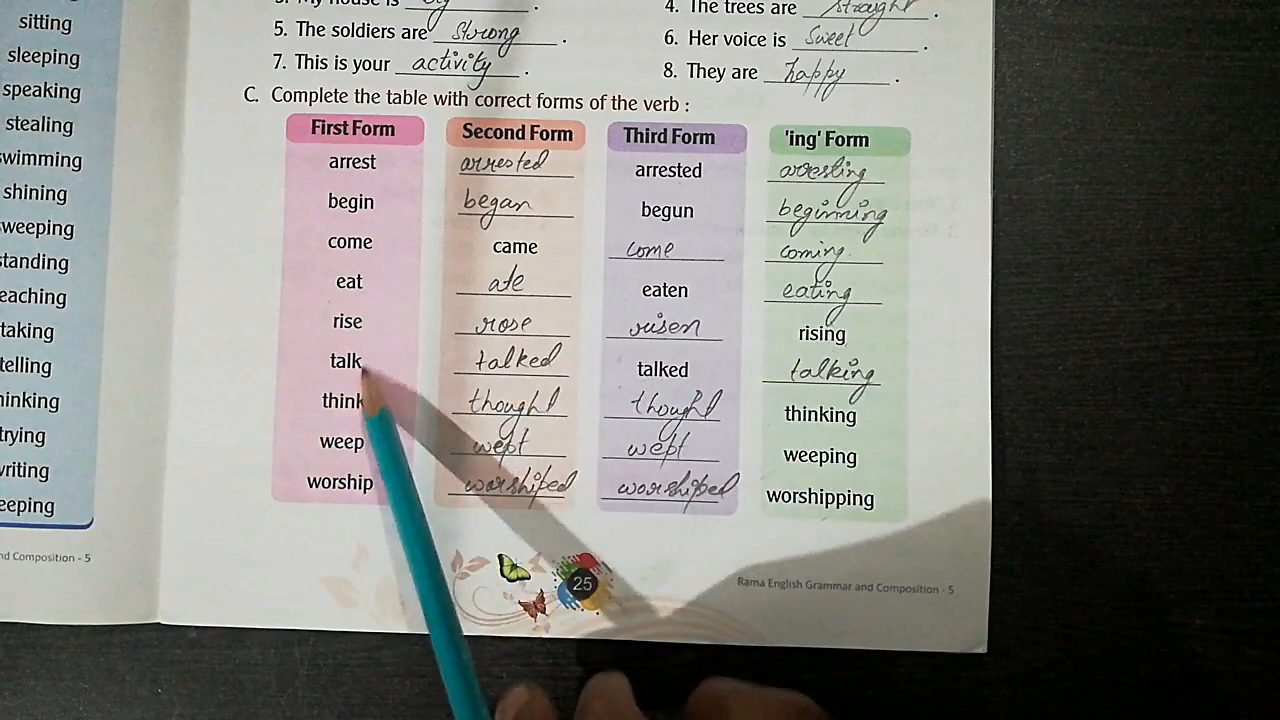 sitting
sleeping
speaking
stealing
swimming
shining
weeping
standing
eaching
taking
telling
hinking
trying
writing
eeping
nd Composition - 5
4. The trees are straight .
5. The soldiers are strong .
6. Her voice is sweet .
7. This is your activity .
8. They are happy .
C. Complete the table with correct forms of the verb :
First Form Second Form Third Form 'ing' Form
arrest arrested arrested arresting
begin began begun beginning
come came come coming
eat ate eaten eating
rise rose risen rising
talk talked talked talking
think thought thought thinking
weep wept wept weeping
worship worshiped worshiped worshipping
25
Rama English Grammar and Composition - 5